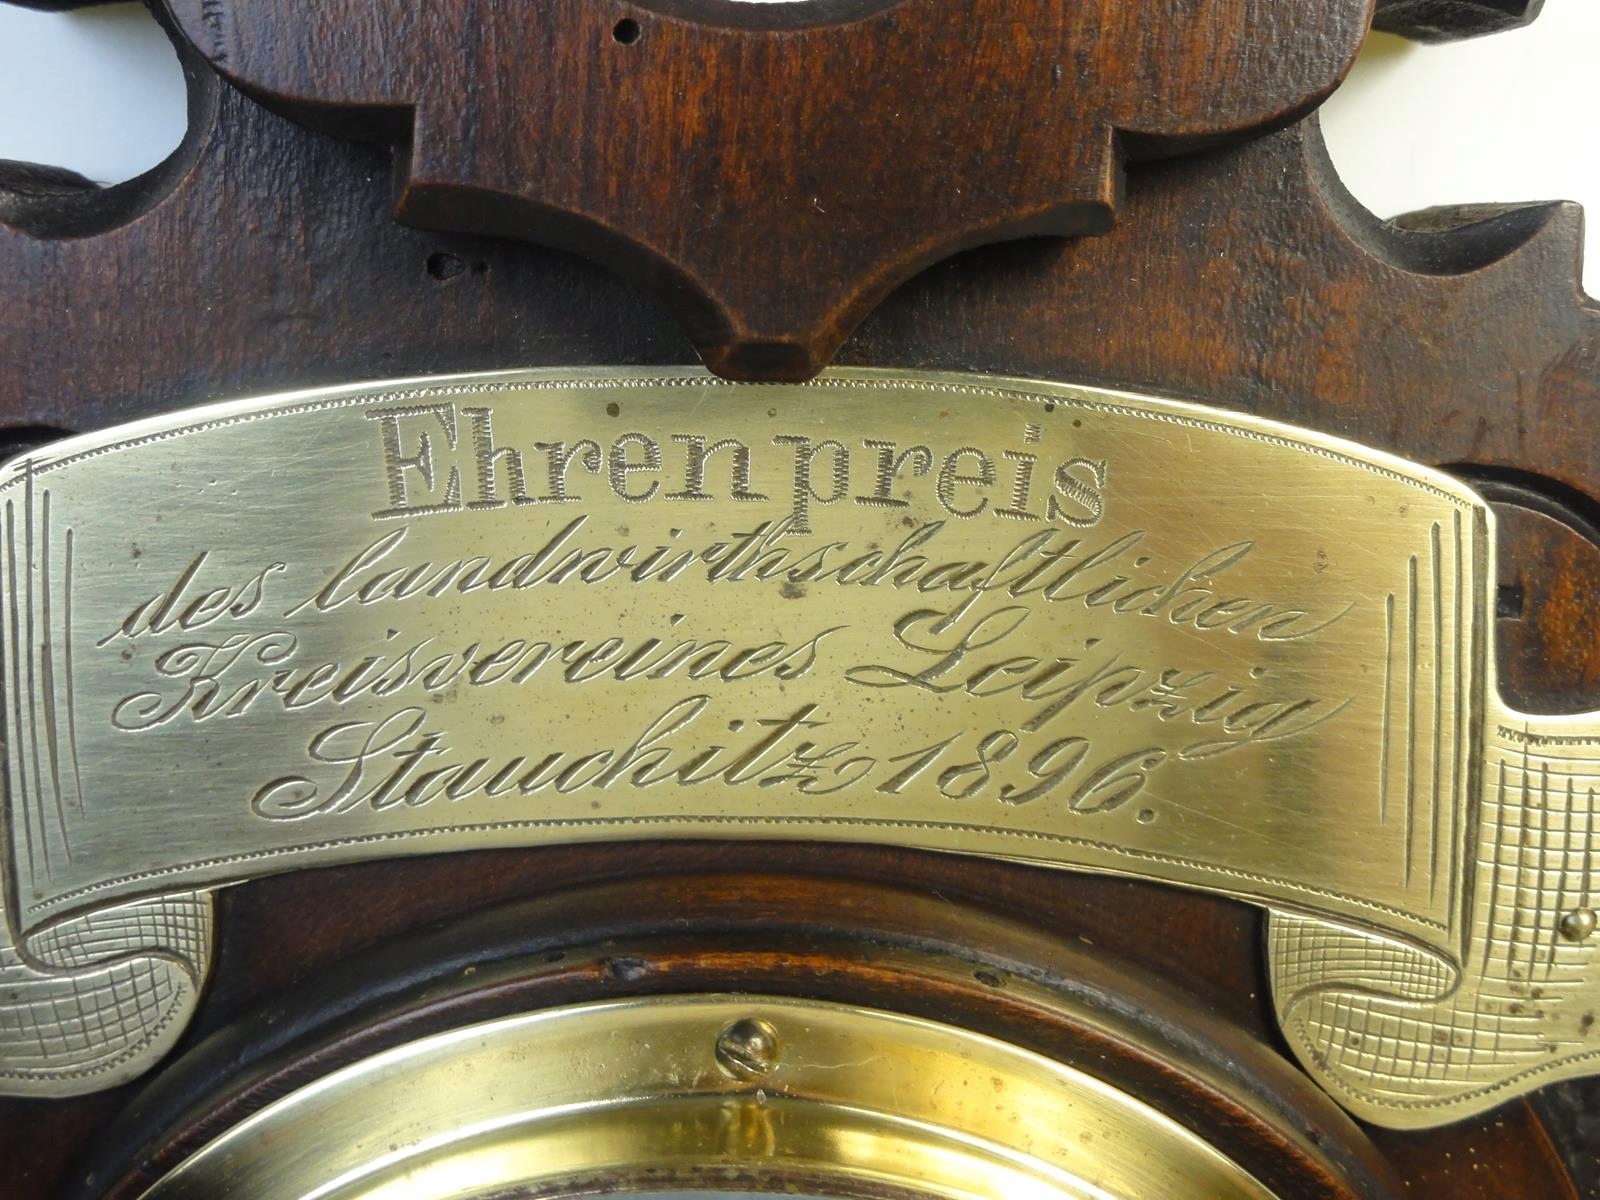 Ehrenpreis
des landwirthschaftlichen
Kreisvereines Leipzig
Stauchitz 1896.